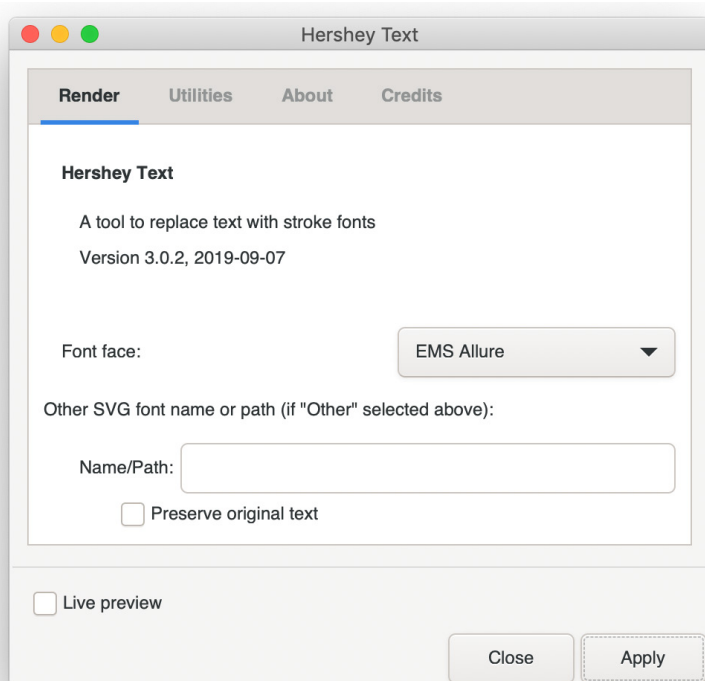 Hershey Text
Render Utilities About Credits
Hershey Text
A tool to replace text with stroke fonts
Version 3.0.2, 2019-09-07
Font face: EMS Allure
Other SVG font name or path (if "Other" selected above):
Name/Path:
Preserve original text
Live preview
Close Apply